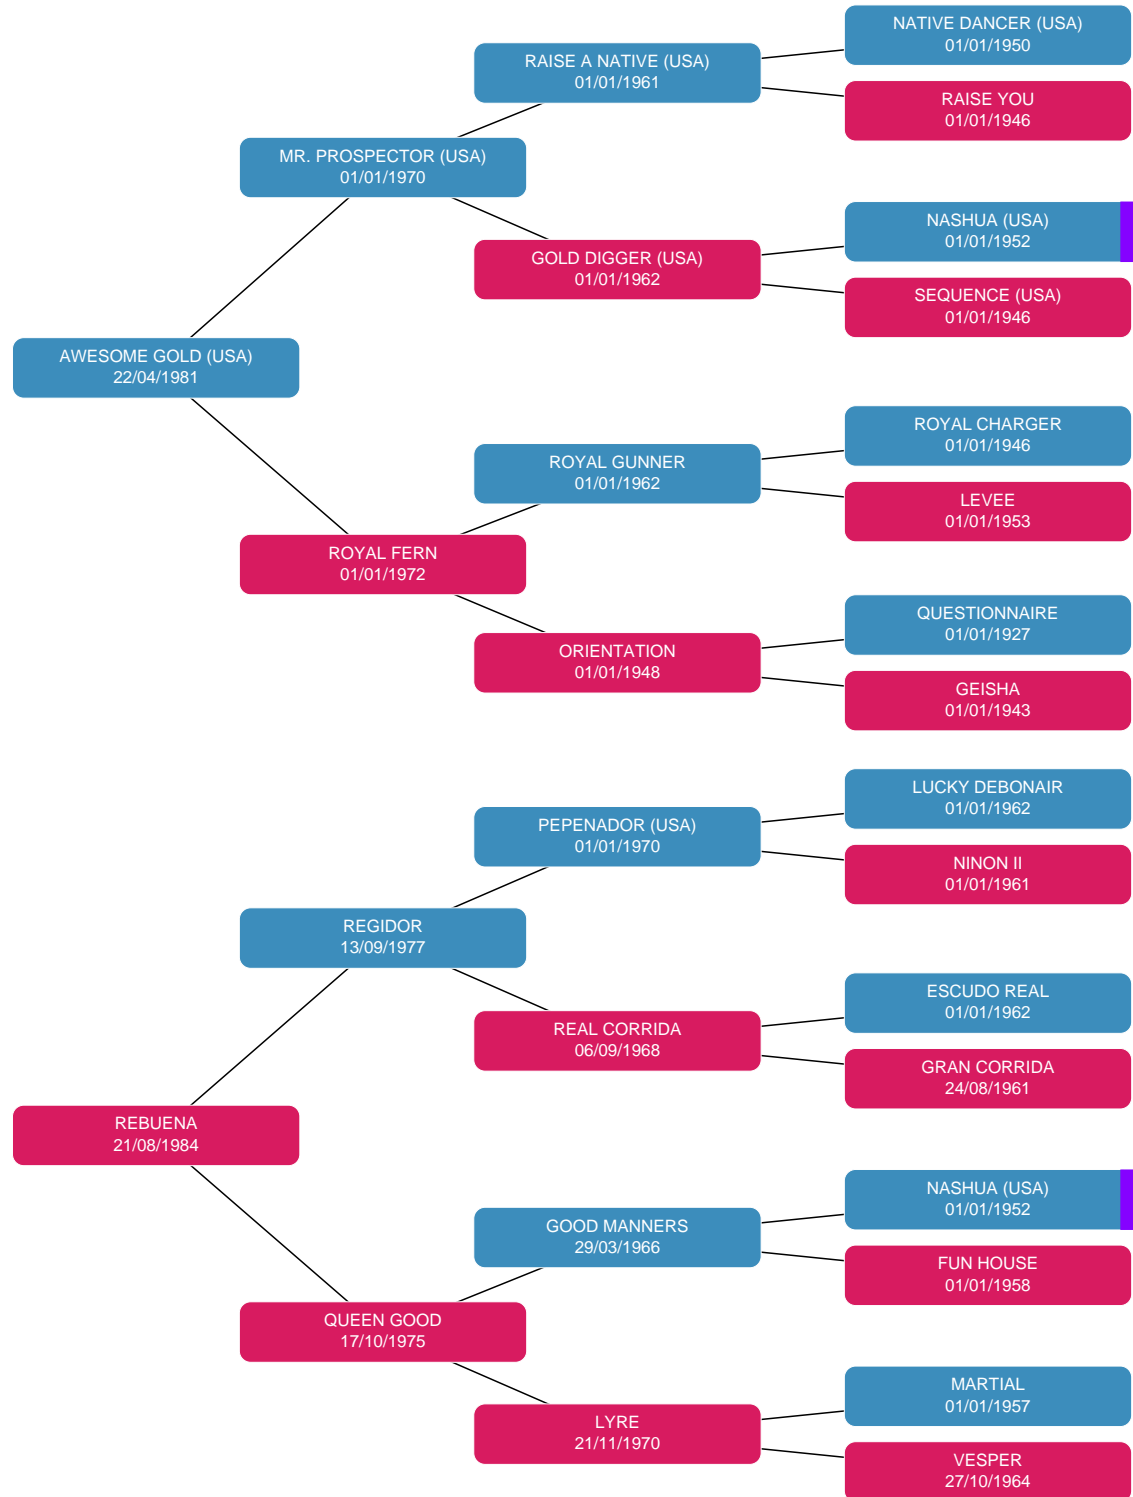 NATIVE DANCER (USA)
01/01/1950
RAISE A NATIVE (USA)
01/01/1961
RAISE YOU
01/01/1946
MR. PROSPECTOR (USA)
01/01/1970
NASHUA (USA)
01/01/1952
GOLD DIGGER (USA)
01/01/1962
SEQUENCE (USA)
01/01/1946
AWESOME GOLD (USA)
22/04/1981
ROYAL CHARGER
01/01/1946
ROYAL GUNNER
01/01/1962
LEVEE
01/01/1953
ROYAL FERN
01/01/1972
QUESTIONNAIRE
01/01/1927
ORIENTATION
01/01/1948
GEISHA
01/01/1943
LUCKY DEBONAIR
01/01/1962
PEPENADOR (USA)
01/01/1970
NINON II
01/01/1961
REGIDOR
13/09/1977
ESCUDO REAL
01/01/1962
REAL CORRIDA
06/09/1968
GRAN CORRIDA
24/08/1961
REBUENA
21/08/1984
NASHUA (USA)
01/01/1952
GOOD MANNERS
29/03/1966
FUN HOUSE
01/01/1958
QUEEN GOOD
17/10/1975
MARTIAL
01/01/1957
LYRE
21/11/1970
VESPER
27/10/1964